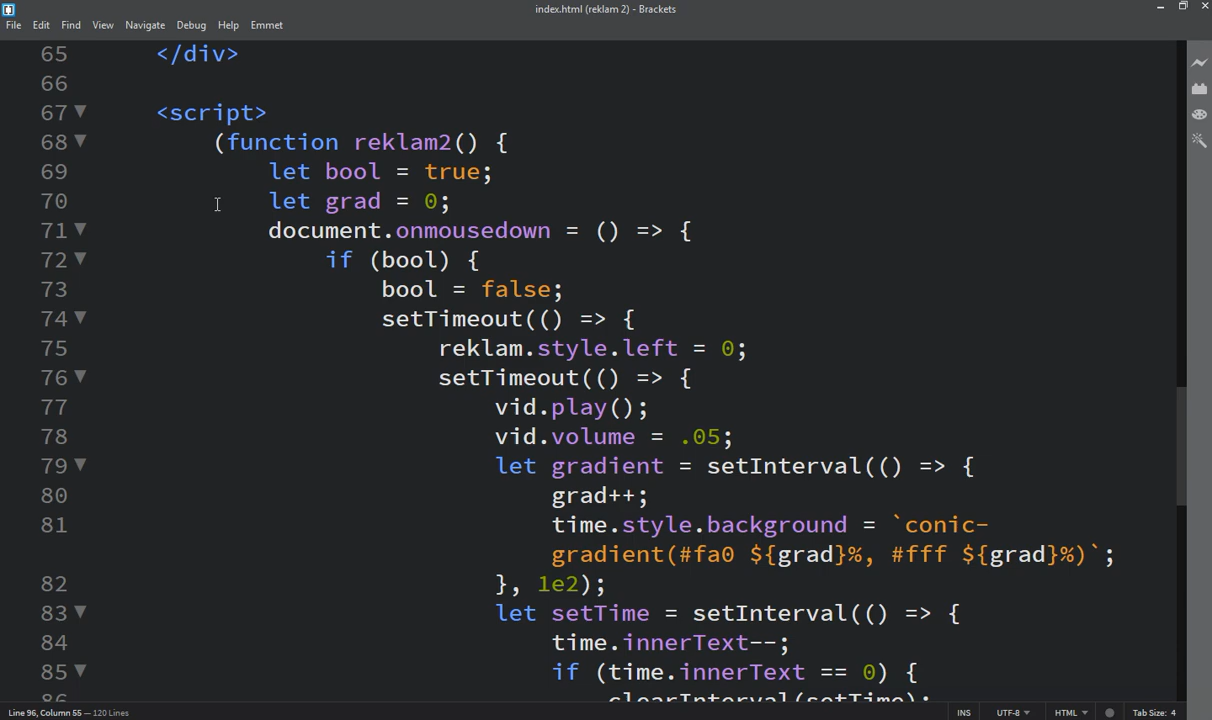 index.html (reklam 2) - Brackets
File Edit Find View Navigate Debug Help Emmet
65 </div>
66
67 <script>
68 (function reklam2() {
69 let bool = true;
70 let grad = 0;
71 document.onmousedown = () => {
72 if (bool) {
73 bool = false;
74 setTimeout(() => {
75 reklam.style.left = 0;
76 setTimeout(() => {
77 vid.play();
78 vid.volume = .05;
79 let gradient = setInterval(() => {
80 grad++;
81 time.style.background = `conic-
gradient(#fa0 ${grad}%, #fff ${grad}%)`;
82 }, 1e2);
83 let setTime = setInterval(() => {
84 time.innerText--;
85 if (time.innerText == 0) {
86 clearInterval(setTime);
Line 96, Column 55 — 120 Lines INS UTF-8 HTML Tab Size: 4